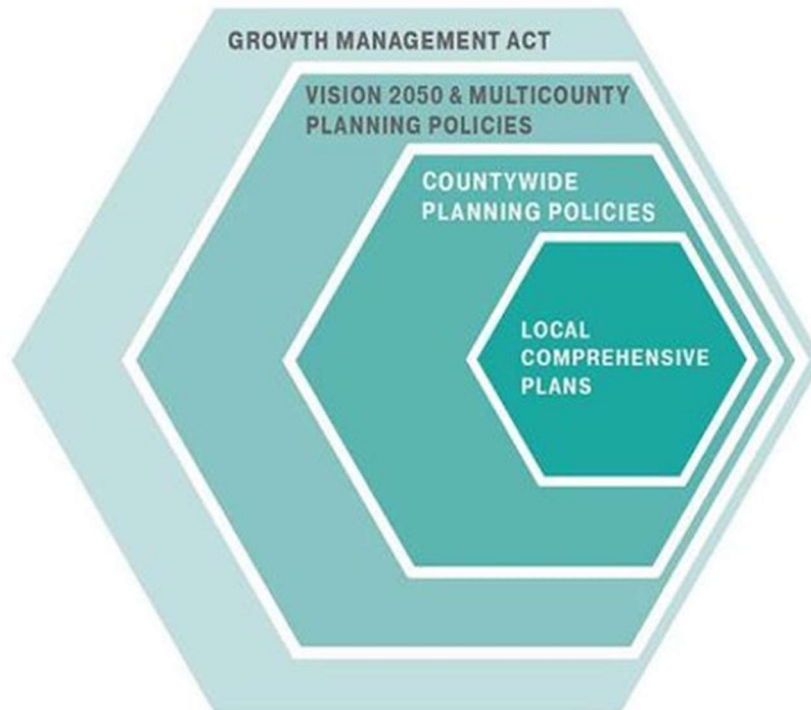 GROWTH MANAGEMENT ACT
VISION 2050 & MULTICOUNTY
PLANNING POLICIES
COUNTYWIDE
PLANNING POLICIES
LOCAL
COMPREHENSIVE
PLANS